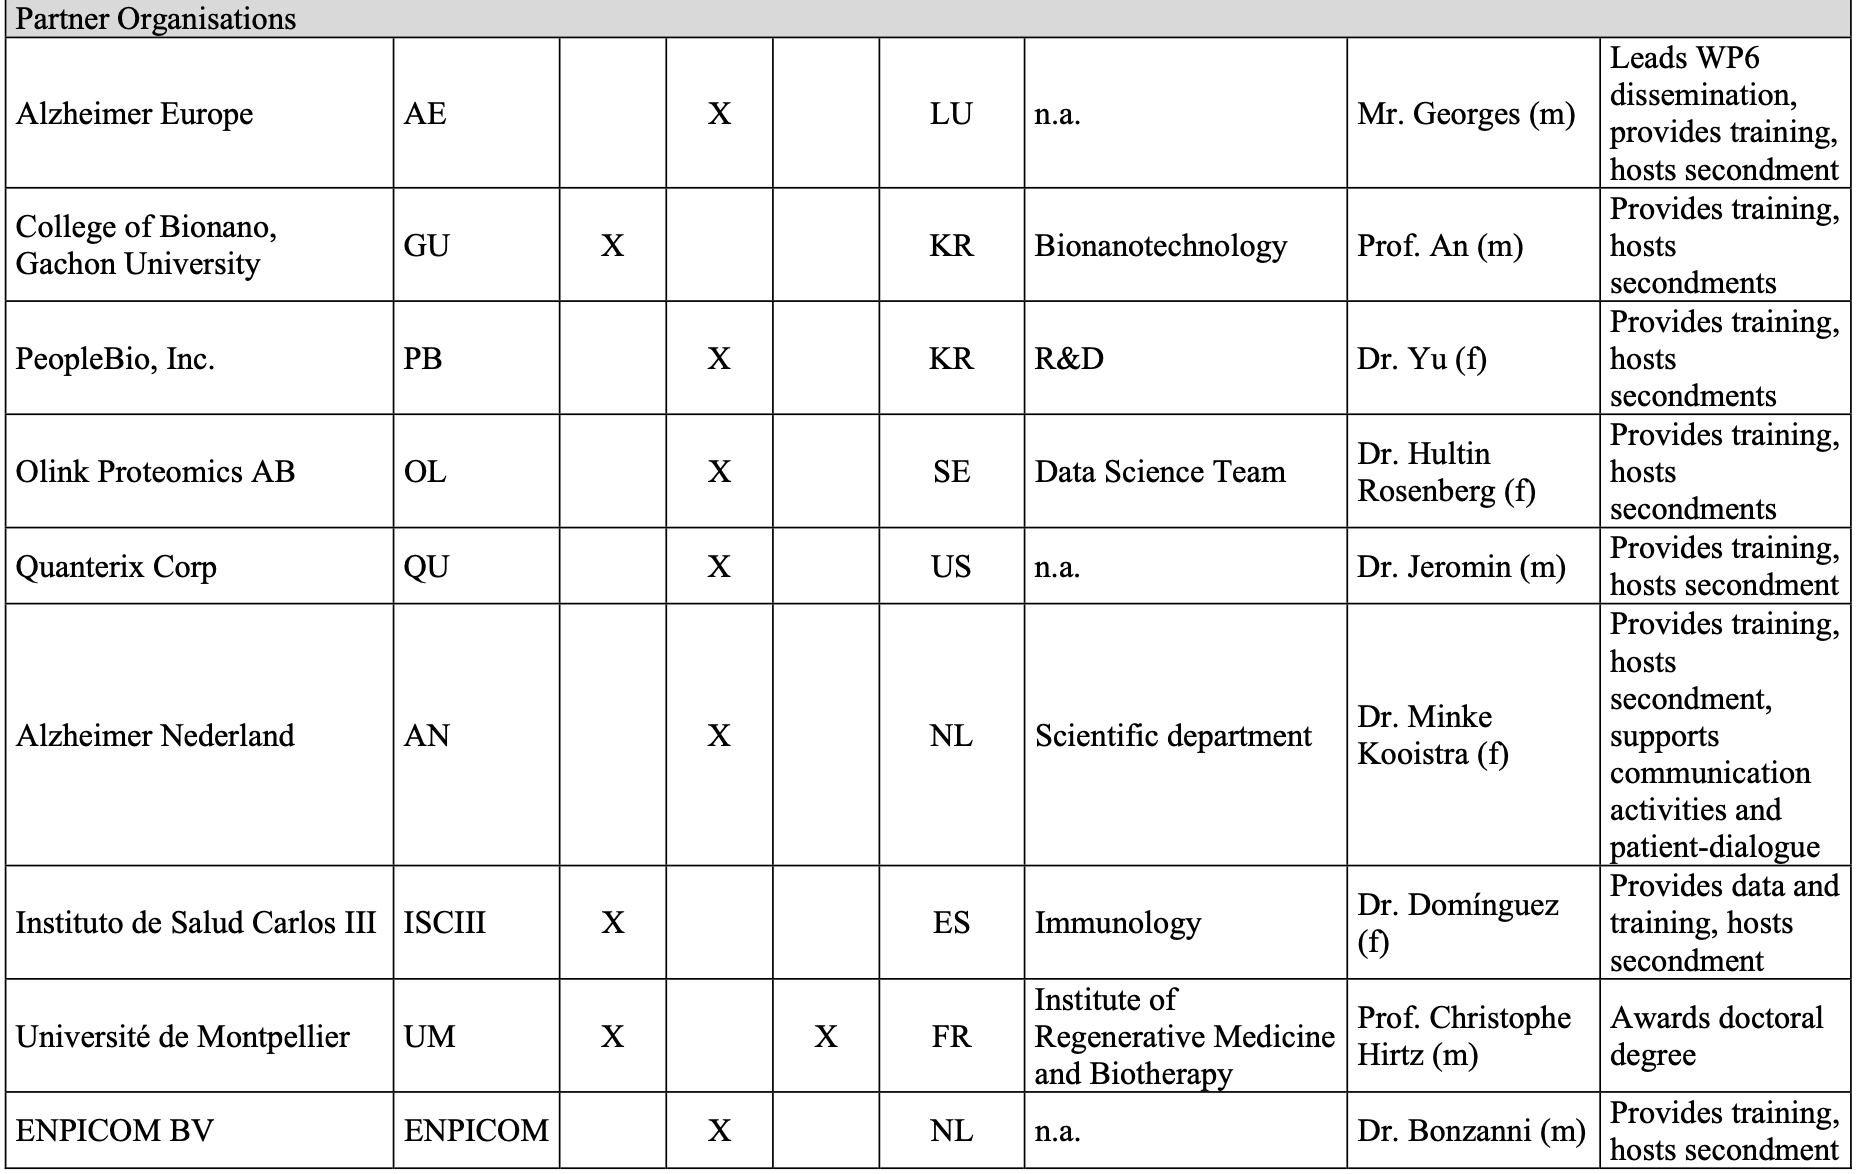 Partner Organisations
Alzheimer Europe AE X LU n.a. Mr. Georges (m) Leads WP6
dissemination,
provides training,
hosts secondment
College of Bionano,
Gachon University GU X KR Bionanotechnology Prof. An (m) Provides training,
hosts
secondments
PeopleBio, Inc. PB X KR R&D Dr. Yu (f) Provides training,
hosts
secondments
Olink Proteomics AB OL X SE Data Science Team Dr. Hultin
Rosenberg (f) Provides training,
hosts
secondments
Quanterix Corp QU X US n.a. Dr. Jeromin (m) Provides training,
hosts secondment
Alzheimer Nederland AN X NL Scientific department Dr. Minke
Kooistra (f) Provides training,
hosts
secondment,
supports
communication
activities and
patient-dialogue
Instituto de Salud Carlos III ISCIII X ES Immunology Dr. Domínguez
(f) Provides data and
training, hosts
secondment
Université de Montpellier UM X X FR Institute of
Regenerative Medicine
and Biotherapy Prof. Christophe
Hirtz (m) Awards doctoral
degree
ENPICOM BV ENPICOM X NL n.a. Dr. Bonzanni (m) Provides training,
hosts secondment